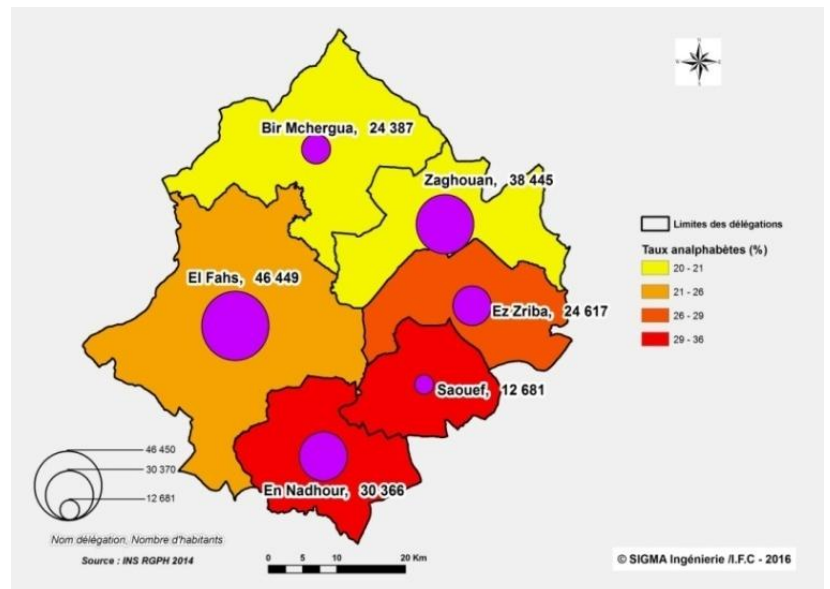 N
Bir Mchergua, 24 387
Zaghouan, 38 445
El Fahs, 46 449
Ez Zriba, 24 617
Saouef, 12 681
En Nadhour, 30 366
Limites des délégations
Taux analphabètes (%)
20 - 21
21 - 26
26 - 29
29 - 36
46 450
30 370
12 681
Nom délégation, Nombre d'habitants
Source : INS RGPH 2014
0 5 10 20 Km
© SIGMA Ingénierie /I.F.C - 2016